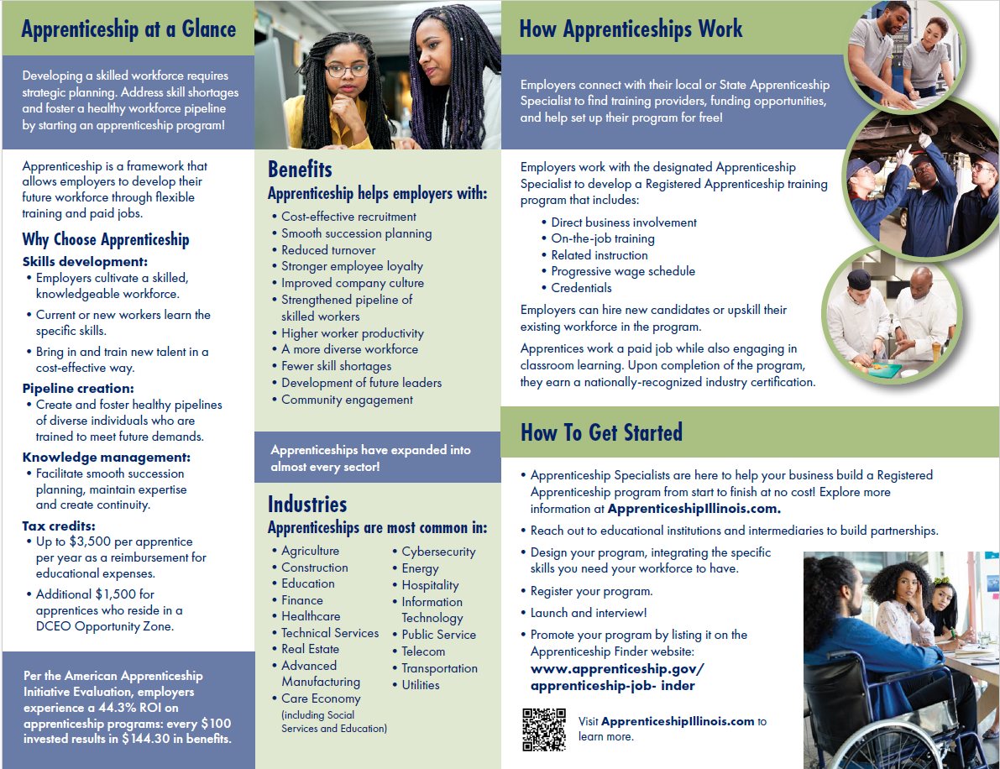 Apprenticeship at a Glance
Developing a skilled workforce requires
strategic planning. Address skill shortages
and foster a healthy workforce pipeline
by starting an apprenticeship program!
Apprenticeship is a framework that
allows employers to develop their
future workforce through flexible
training and paid jobs.
Why Choose Apprenticeship
Skills development:
• Employers cultivate a skilled,
knowledgeable workforce.
• Current or new workers learn the
specific skills.
• Bring in and train new talent in a
cost-effective way.
Pipeline creation:
• Create and foster healthy pipelines
of diverse individuals who are
trained to meet future demands.
Knowledge management:
• Facilitate smooth succession
planning, maintain expertise
and create continuity.
Tax credits:
• Up to $3,500 per apprentice
per year as a reimbursement for
educational expenses.
• Additional $1,500 for
apprentices who reside in a
DCEO Opportunity Zone.
Per the American Apprenticeship
Initiative Evaluation, employers
experience a 44.3% ROI on
apprenticeship programs: every $100
invested results in $144.30 in benefits.
Benefits
Apprenticeship helps employers with:
• Cost-effective recruitment
• Smooth succession planning
• Reduced turnover
• Stronger employee loyalty
• Improved company culture
• Strengthened pipeline of
skilled workers
• Higher worker productivity
• A more diverse workforce
• Fewer skill shortages
• Development of future leaders
• Community engagement
Apprenticeships have expanded into
almost every sector!
Industries
Apprenticeships are most common in:
• Agriculture
• Construction
• Education
• Finance
• Healthcare
• Technical Services
• Real Estate
• Advanced
Manufacturing
• Care Economy
(including Social
Services and Education)
• Cybersecurity
• Energy
• Hospitality
• Information
Technology
• Public Service
• Telecom
• Transportation
• Utilities
How Apprenticeships Work
Employers connect with their local or State Apprenticeship
Specialist to find training providers, funding opportunities,
and help set up their program for free!
Employers work with the designated Apprenticeship
Specialist to develop a Registered Apprenticeship training
program that includes:
• Direct business involvement
• On-the-job training
• Related instruction
• Progressive wage schedule
• Credentials
Employers can hire new candidates or upskill their
existing workforce in the program.
Apprentices work a paid job while also engaging in
classroom learning. Upon completion of the program,
they earn a nationally-recognized industry certification.
How To Get Started
• Apprenticeship Specialists are here to help your business build a Registered
Apprenticeship program from start to finish at no cost! Explore more
information at ApprenticeshipIllinois.com.
• Reach out to educational institutions and intermediaries to build partnerships.
• Design your program, integrating the specific
skills you need your workforce to have.
• Register your program.
• Launch and interview!
• Promote your program by listing it on the
Apprenticeship Finder website:
www.apprenticeship.gov/
apprenticeship-job- inder
Visit ApprenticeshipIllinois.com to
learn more.